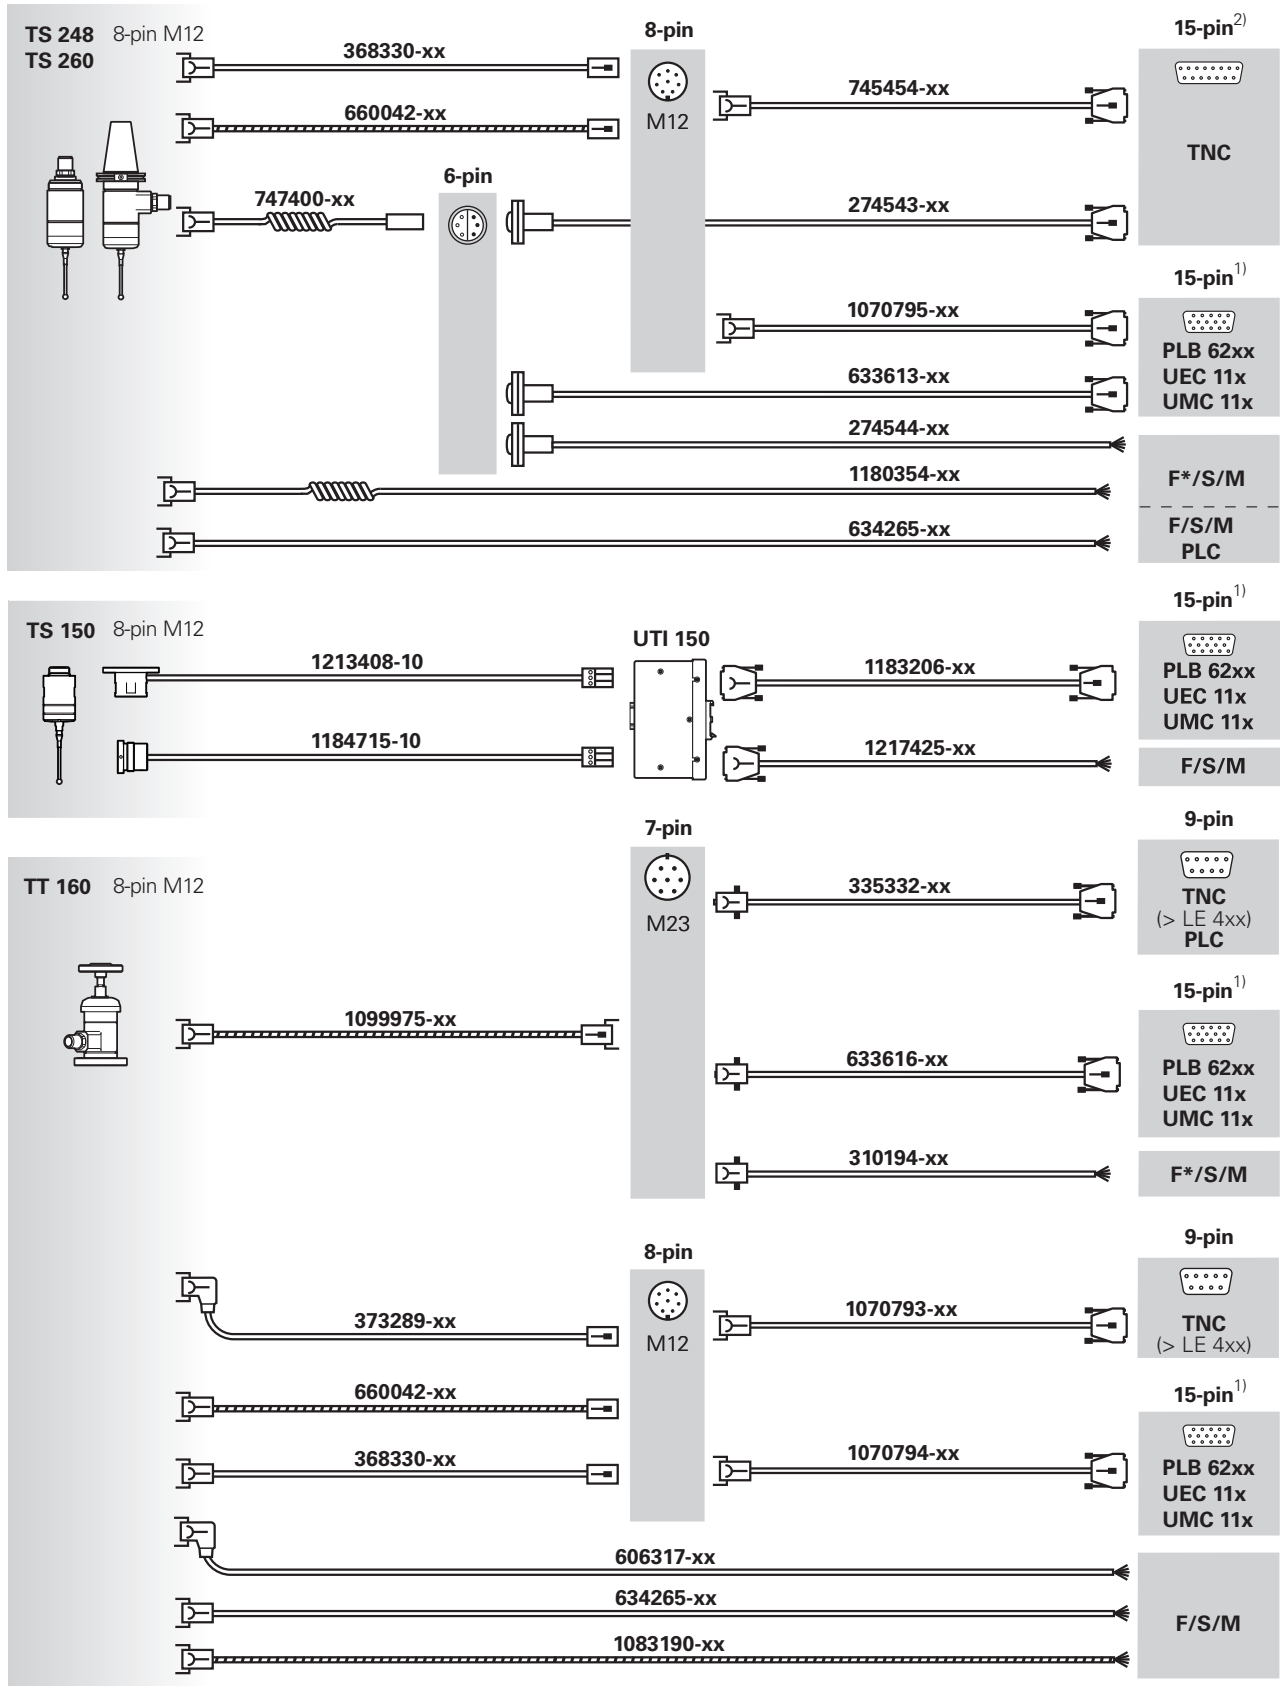 TS 248 8-pin M12
TS 260
368330-xx
8-pin
M12
15-pin2)
745454-xx
660042-xx
TNC
6-pin
747400-xx
274543-xx
15-pin1)
1070795-xx
PLB 62xx
UEC 11x
UMC 11x
633613-xx
274544-xx
1180354-xx
F*/S/M
634265-xx
F/S/M
PLC
TS 150 8-pin M12
1213408-10
UTI 150
1183206-xx
15-pin1)
PLB 62xx
UEC 11x
UMC 11x
1184715-10
1217425-xx
F/S/M
TT 160 8-pin M12
7-pin
M23
335332-xx
9-pin
TNC
(> LE 4xx)
PLC
1099975-xx
633616-xx
15-pin1)
PLB 62xx
UEC 11x
UMC 11x
310194-xx
F*/S/M
8-pin
M12
373289-xx
1070793-xx
9-pin
TNC
(> LE 4xx)
660042-xx
15-pin1)
368330-xx
1070794-xx
PLB 62xx
UEC 11x
UMC 11x
606317-xx
634265-xx
F/S/M
1083190-xx